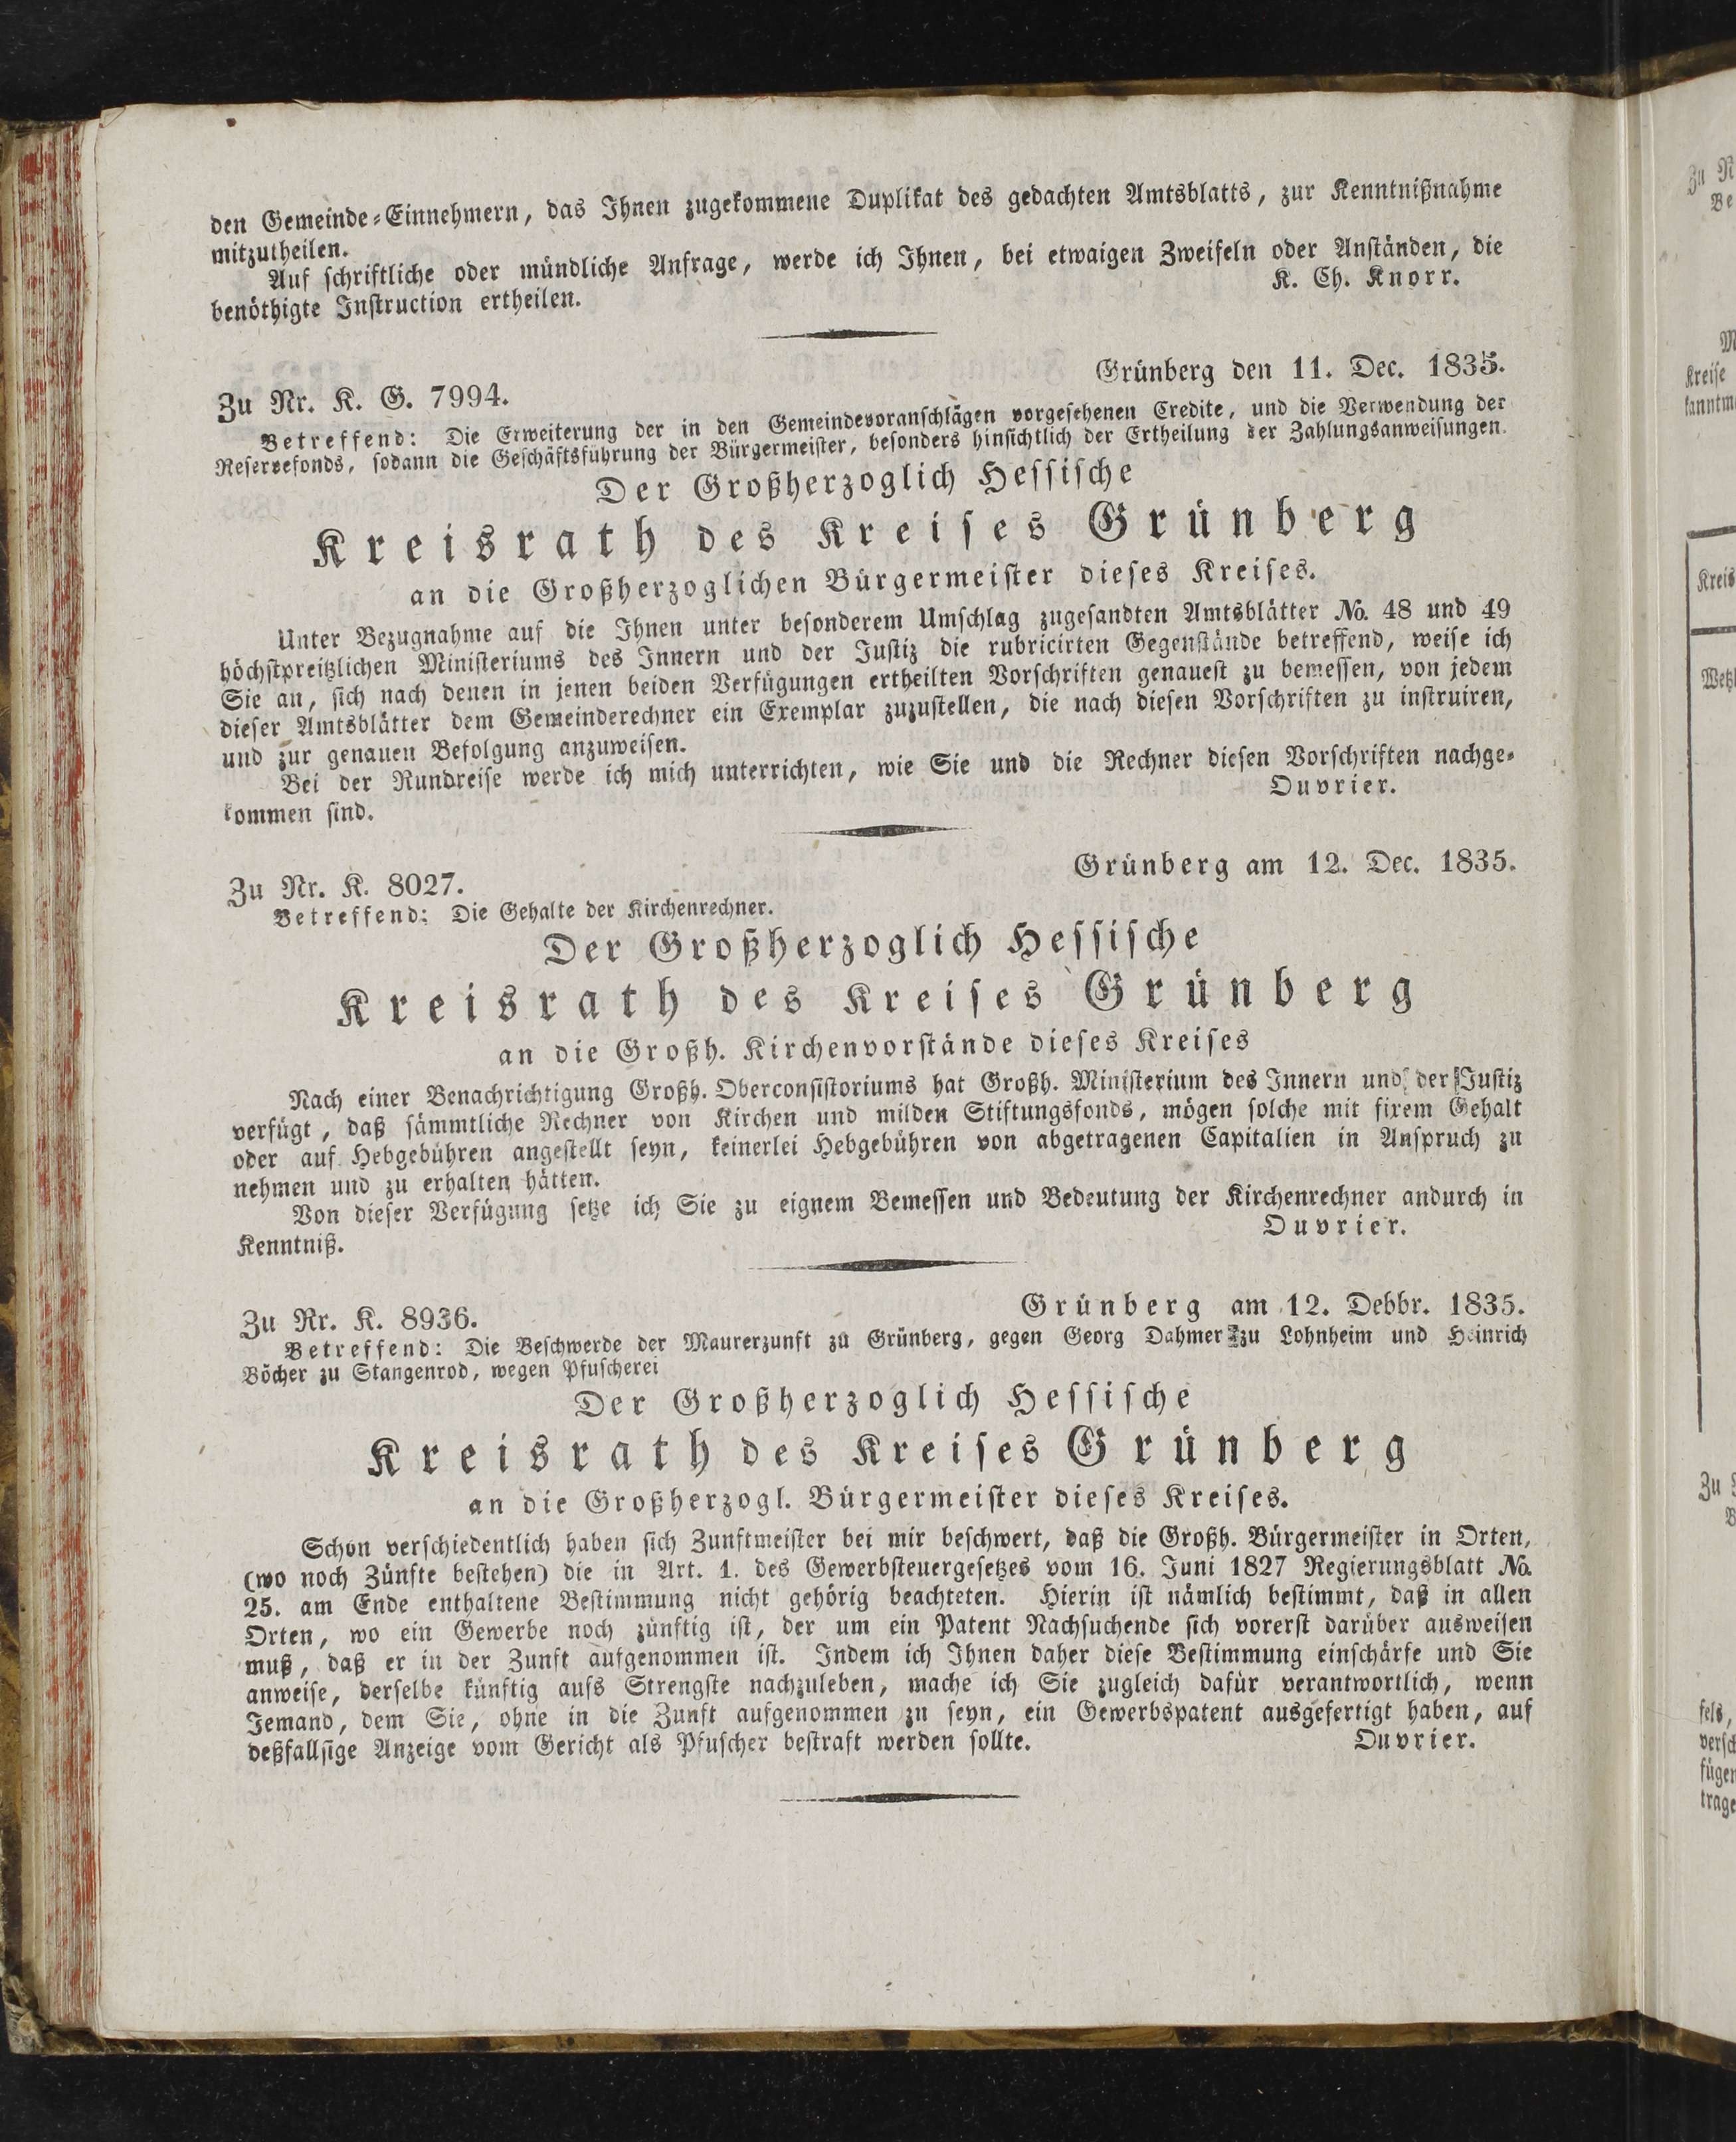 den Gemeinde-Einnehmern, das Ihnen zugekommene Duplikat des gedachten Amtsblatts, zur Kenntnißnahme
mitzutheilen.
Auf schriftliche oder mündliche Anfrage, werde ich Ihnen, bei etwaigen Zweifeln oder Anständen, die
benöthigte Instruction ertheilen.
K. Ch. Knorr.
Grünberg den 11. Dec. 1835.
Zu Nr. K. G. 7994.
Betreffend: Die Erweiterung der in den Gemeindevoranschlägen vorgesehenen Credite, und die Verwendung der
Reservefonds, sodann die Geschäftsführung der Bürgermeister, besonders hinsichtlich der Ertheilung der Zahlungsanweisungen.
Der Großherzoglich Hessische
Kreisrath des Kreises Grünberg
an die Großherzoglichen Bürgermeister dieses Kreises.
Unter Bezugnahme auf die Ihnen unter besonderem Umschlag zugesandten Amtsblätter No. 48 und 49
höchstpreißlichen Ministeriums des Innern und der Justiz die rubricirten Gegenstände betreffend, weise ich
Sie an, sich nach denen in jenen beiden Verfügungen ertheilten Vorschriften genauest zu bemessen, von jedem
dieser Amtsblätter dem Gemeinderechner ein Exemplar zuzustellen, die nach diesen Vorschriften zu instruiren,
und zur genauen Befolgung anzuweisen.
Bei der Rundreise werde ich mich unterrichten, wie Sie und die Rechner diesen Vorschriften nachge-
kommen sind.
Ouvrier.
Grünberg am 12. Dec. 1835.
Zu Nr. K. 8027.
Betreffend: Die Gehalte der Kirchenrechner.
Der Großherzoglich Hessische
Kreisrath des Kreises Grünberg
an die Großh. Kirchenvorstände dieses Kreises
Nach einer Benachrichtigung Großh. Oberconsistoriums hat Großh. Ministerium des Innern und der Justiz
verfügt, daß sämmtliche Rechner von Kirchen und milden Stiftungsfonds, mögen solche mit fixem Gehalt
oder auf Hebgebühren angestellt seyn, keinerlei Hebgebühren von abgetragenen Capitalien in Anspruch zu
nehmen und zu erhalten hätten.
Von dieser Verfügung setze ich Sie zu eignem Bemessen und Bedeutung der Kirchenrechner andurch in
Kenntniß.
Ouvrier.
Grünberg am 12. Debbr. 1835.
Zu Nr. K. 8936.
Betreffend: Die Beschwerde der Maurerzunft zu Grünberg, gegen Georg Dahmer zu Lohnheim und Heinrich
Böcher zu Stangenrod, wegen Pfuscherei
Der Großherzoglich Hessische
Kreisrath des Kreises Grünberg
an die Großherzogl. Bürgermeister dieses Kreises.
Schon verschiedentlich haben sich Zunftmeister bei mir beschwert, daß die Großh. Bürgermeister in Orten,
(wo noch Zünfte bestehen) die in Art. 1. des Gewerbsteuergesetzes vom 16. Juni 1827 Regierungsblatt No.
25. am Ende enthaltene Bestimmung nicht gehörig beachteten. Hierin ist nämlich bestimmt, daß in allen
Orten, wo ein Gewerbe noch zünftig ist, der um ein Patent Nachsuchende sich vorerst darüber ausweisen
muß, daß er in der Zunft aufgenommen ist. Indem ich Ihnen daher diese Bestimmung einschärfe und Sie
anweise, derselbe künftig aufs Strengste nachzuleben, mache ich Sie zugleich dafür verantwortlich, wenn
Jemand, dem Sie, ohne in die Zunft aufgenommen zu seyn, ein Gewerbspatent ausgefertigt haben, auf
deßfallsige Anzeige vom Gericht als Pfuscher bestraft werden sollte.
Ouvrier.